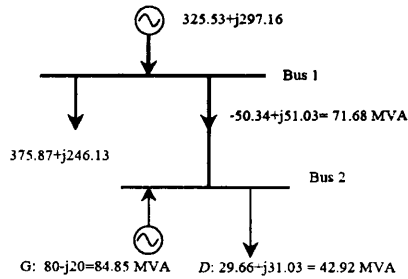 325.53+j297.16
Bus 1
-50.34+j51.03= 71.68 MVA
375.87+j246.13
Bus 2
G: 80-j20=84.85 MVA
D: 29.66+j31.03 = 42.92 MVA